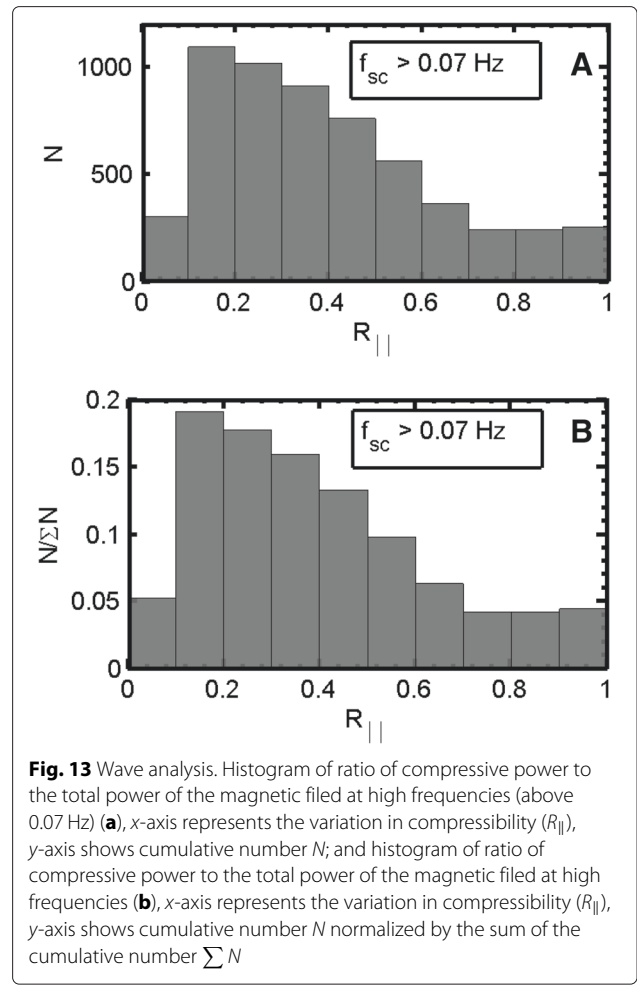 1000
500
0
N
f_sc > 0.07 Hz
A
0 0.2 0.4 0.6 0.8 1
R_||
0.2
0.15
0.1
0.05
0
N/ΣN
f_sc > 0.07 Hz
B
0 0.2 0.4 0.6 0.8 1
R_||
Fig. 13 Wave analysis. Histogram of ratio of compressive power to
the total power of the magnetic filed at high frequencies (above
0.07 Hz) (a), x-axis represents the variation in compressibility (R_∥),
y-axis shows cumulative number N; and histogram of ratio of
compressive power to the total power of the magnetic filed at high
frequencies (b), x-axis represents the variation in compressibility (R_∥),
y-axis shows cumulative number N normalized by the sum of the
cumulative number ∑ N